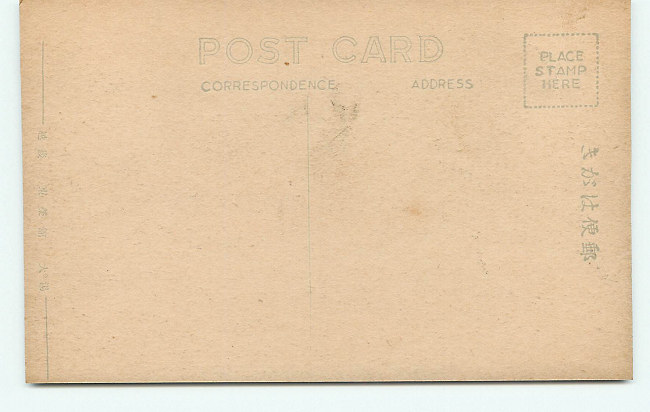 POST CARD
CORRESPONDENCE
ADDRESS
PLACE
STAMP
HERE
きがは便郵